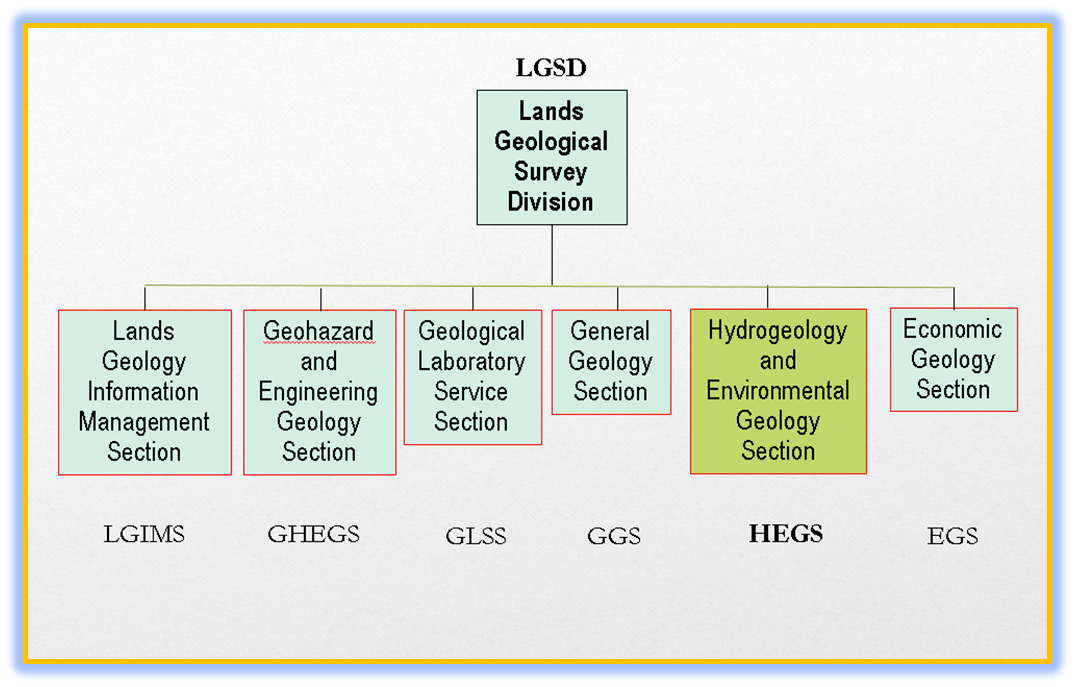 LGSD
Lands
Geological
Survey
Division
Lands
Geology
Information
Management
Section
Geohazard
and
Engineering
Geology
Section
Geological
Laboratory
Service
Section
General
Geology
Section
Hydrogeology
and
Environmental
Geology
Section
Economic
Geology
Section
LGIMS
GHEGS
GLSS
GGS
HEGS
EGS